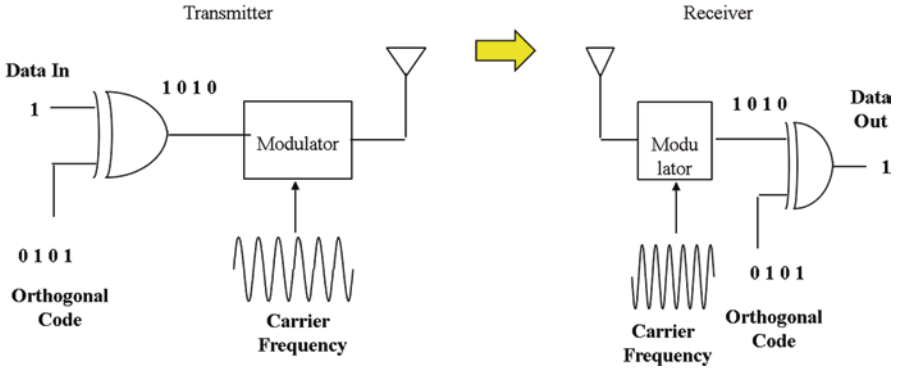 Transmitter
Data In
1
1 0 1 0
Modulator
0 1 0 1
Orthogonal
Code
Carrier
Frequency
Receiver
1 0 1 0
Data
Out
Modu
lator
1
0 1 0 1
Carrier
Frequency
Orthogonal
Code